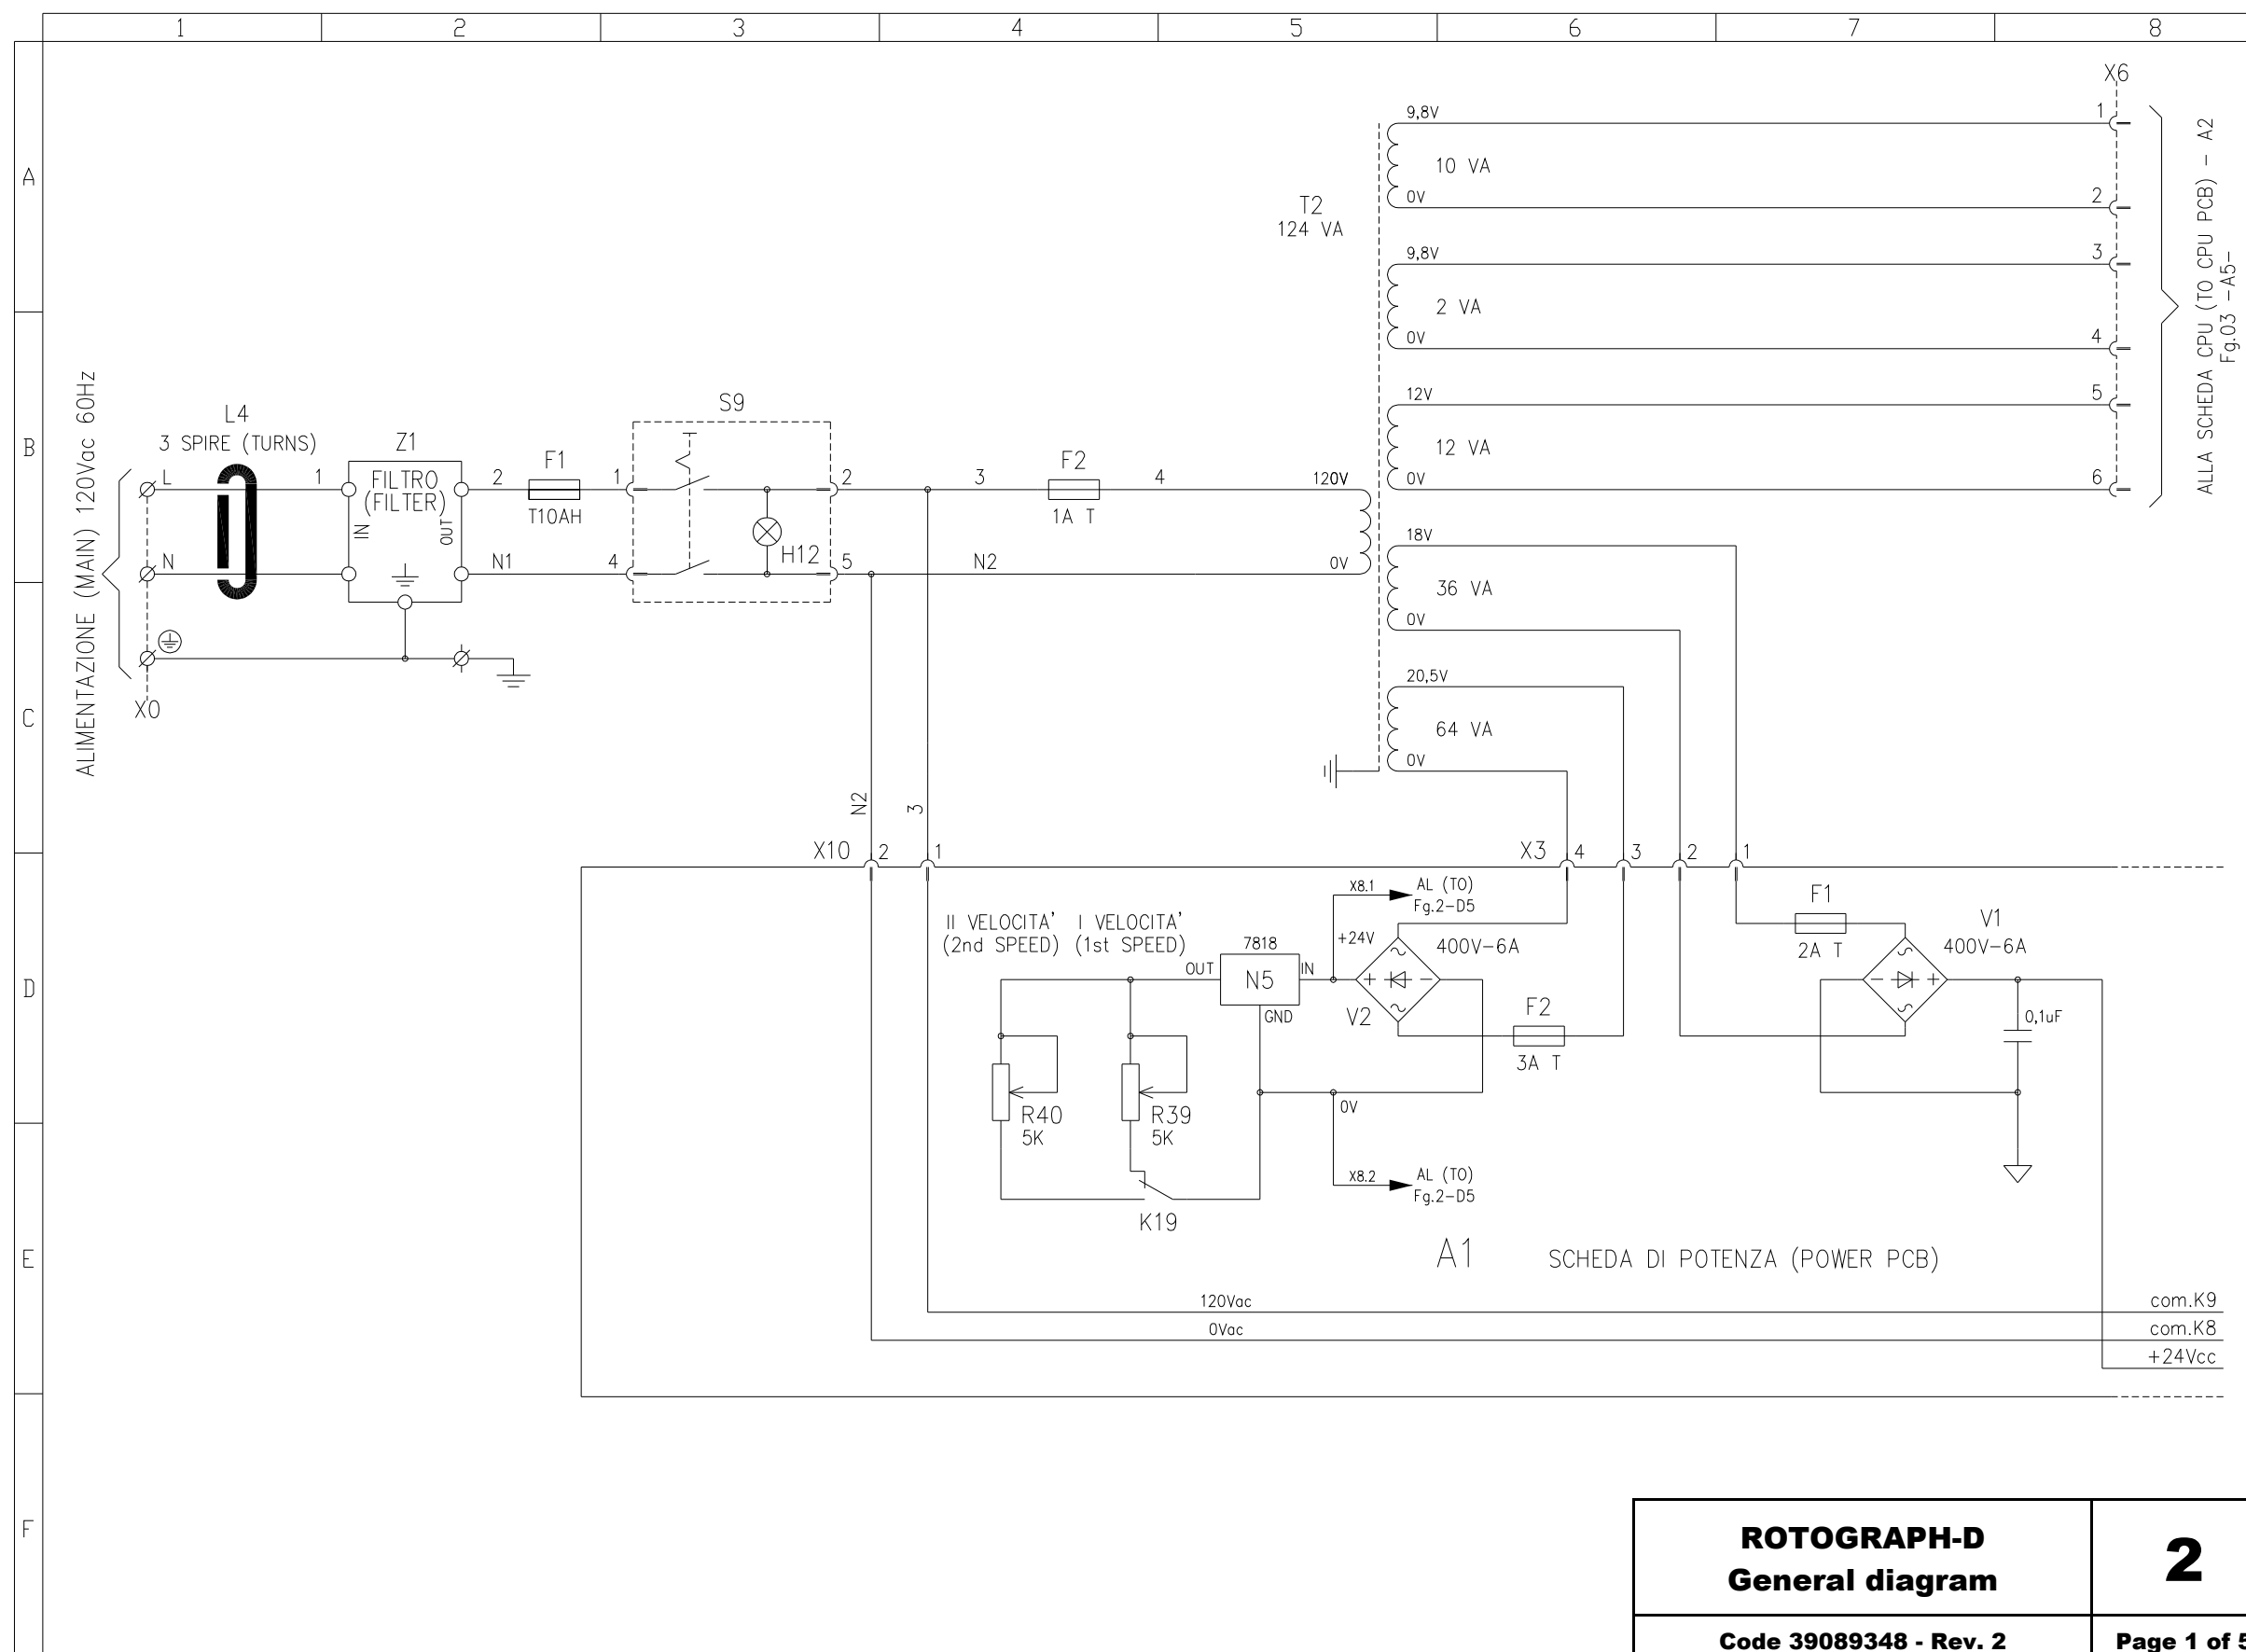 1 2 3 4 5 6 7 8
A
B
C
D
E
F
ALIMENTAZIONE (MAIN) 120Vac 60Hz
L
N
X0
L4
3 SPIRE (TURNS)
1
Z1
FILTRO
(FILTER)
IN
OUT
2
N1
F1
T10AH
S9
1
4
H12
2
5
3
N2
F2
1A T
4
N2
3
T2
124 VA
120V
0V
9,8V
10 VA
0V
9,8V
2 VA
0V
12V
12 VA
0V
18V
36 VA
0V
20,5V
64 VA
0V
X6
1
2
3
4
5
6
ALLA SCHEDA CPU (TO CPU PCB) - A2
Fg.03 -A5-
X10 2 1
X3 4 3 2 1
II VELOCITA' I VELOCITA'
(2nd SPEED) (1st SPEED)
7818
OUT
N5
IN
GND
X8.1
AL (TO)
Fg.2-D5
+24V
400V-6A
V2
F2
3A T
F1
2A T
V1
400V-6A
0,1uF
R40
5K
R39
5K
0V
X8.2
AL (TO)
Fg.2-D5
K19
A1 SCHEDA DI POTENZA (POWER PCB)
120Vac
com.K9
0Vac
com.K8
+24Vcc
ROTOGRAPH-D
General diagram
2
Code 39089348 - Rev. 2
Page 1 of 5